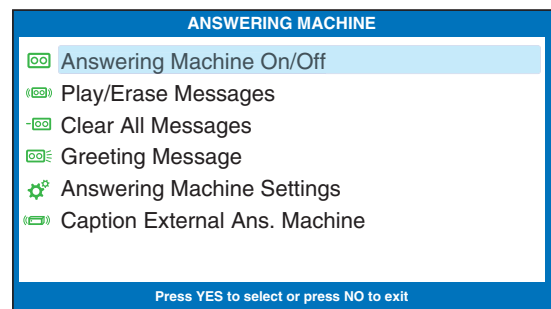 ANSWERING MACHINE
Answering Machine On/Off
Play/Erase Messages
Clear All Messages
Greeting Message
Answering Machine Settings
Caption External Ans. Machine
Press YES to select or press NO to exit